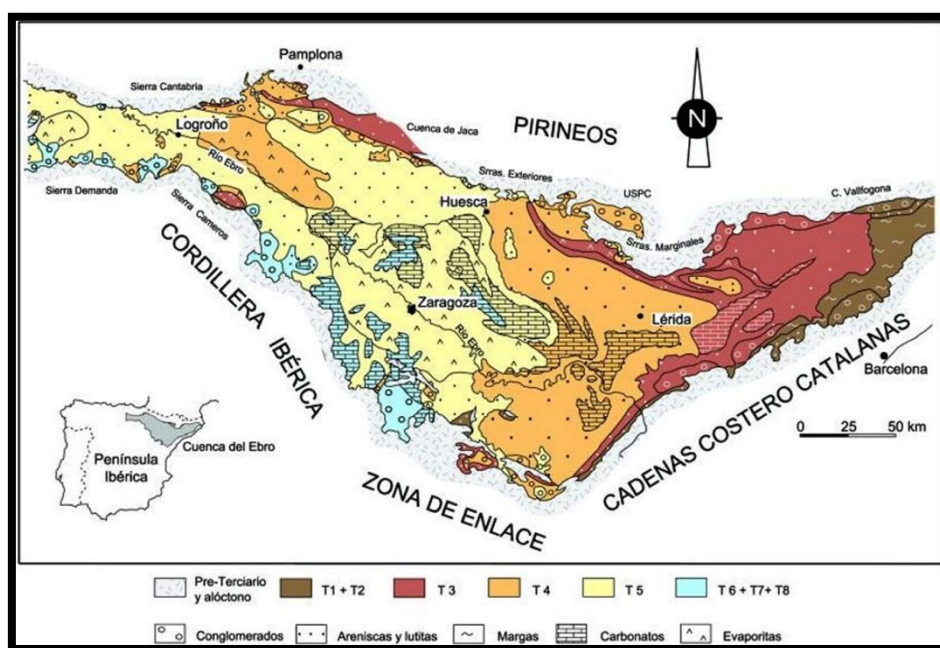 Pamplona
Sierra Cantabria
Logroño
Cuenca de Jaca
PIRINEOS
N
Río Ebro
Srras. Exteriores
USPC
C. Vallfogona
Sierra Demanda
Huesca
Sierra Cameros
Srras. Marginales
CORDILLERA
IBÉRICA
Zaragoza
Río Ebro
Lérida
Barcelona
Cuenca del Ebro
Península
Ibérica
0 25 50 km
ZONA DE ENLACE
CADENAS COSTERO CATALANAS
Pre-Terciario
y alóctono
T1 + T2
T 3
T 4
T 5
T 6 + T7+ T8
Conglomerados
Areniscas y lutitas
Margas
Carbonatos
Evaporitas